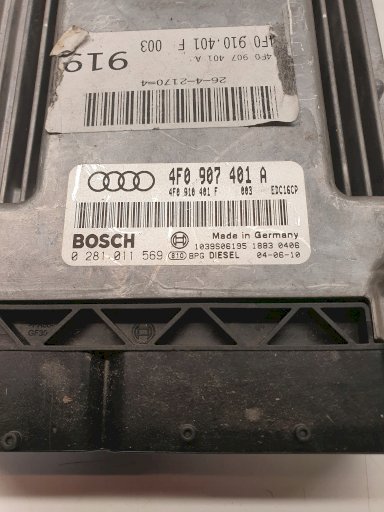 4F0 910.401 F 003
4F0 907 401 A
919
26-4-2170-4
4F0 907 401 A
4F0 910 401 F 003 EDC16CP
BOSCH
Made in Germany
1039S06195 1883 0406
0 281 011 569 810 BPG DIESEL 04-06-10